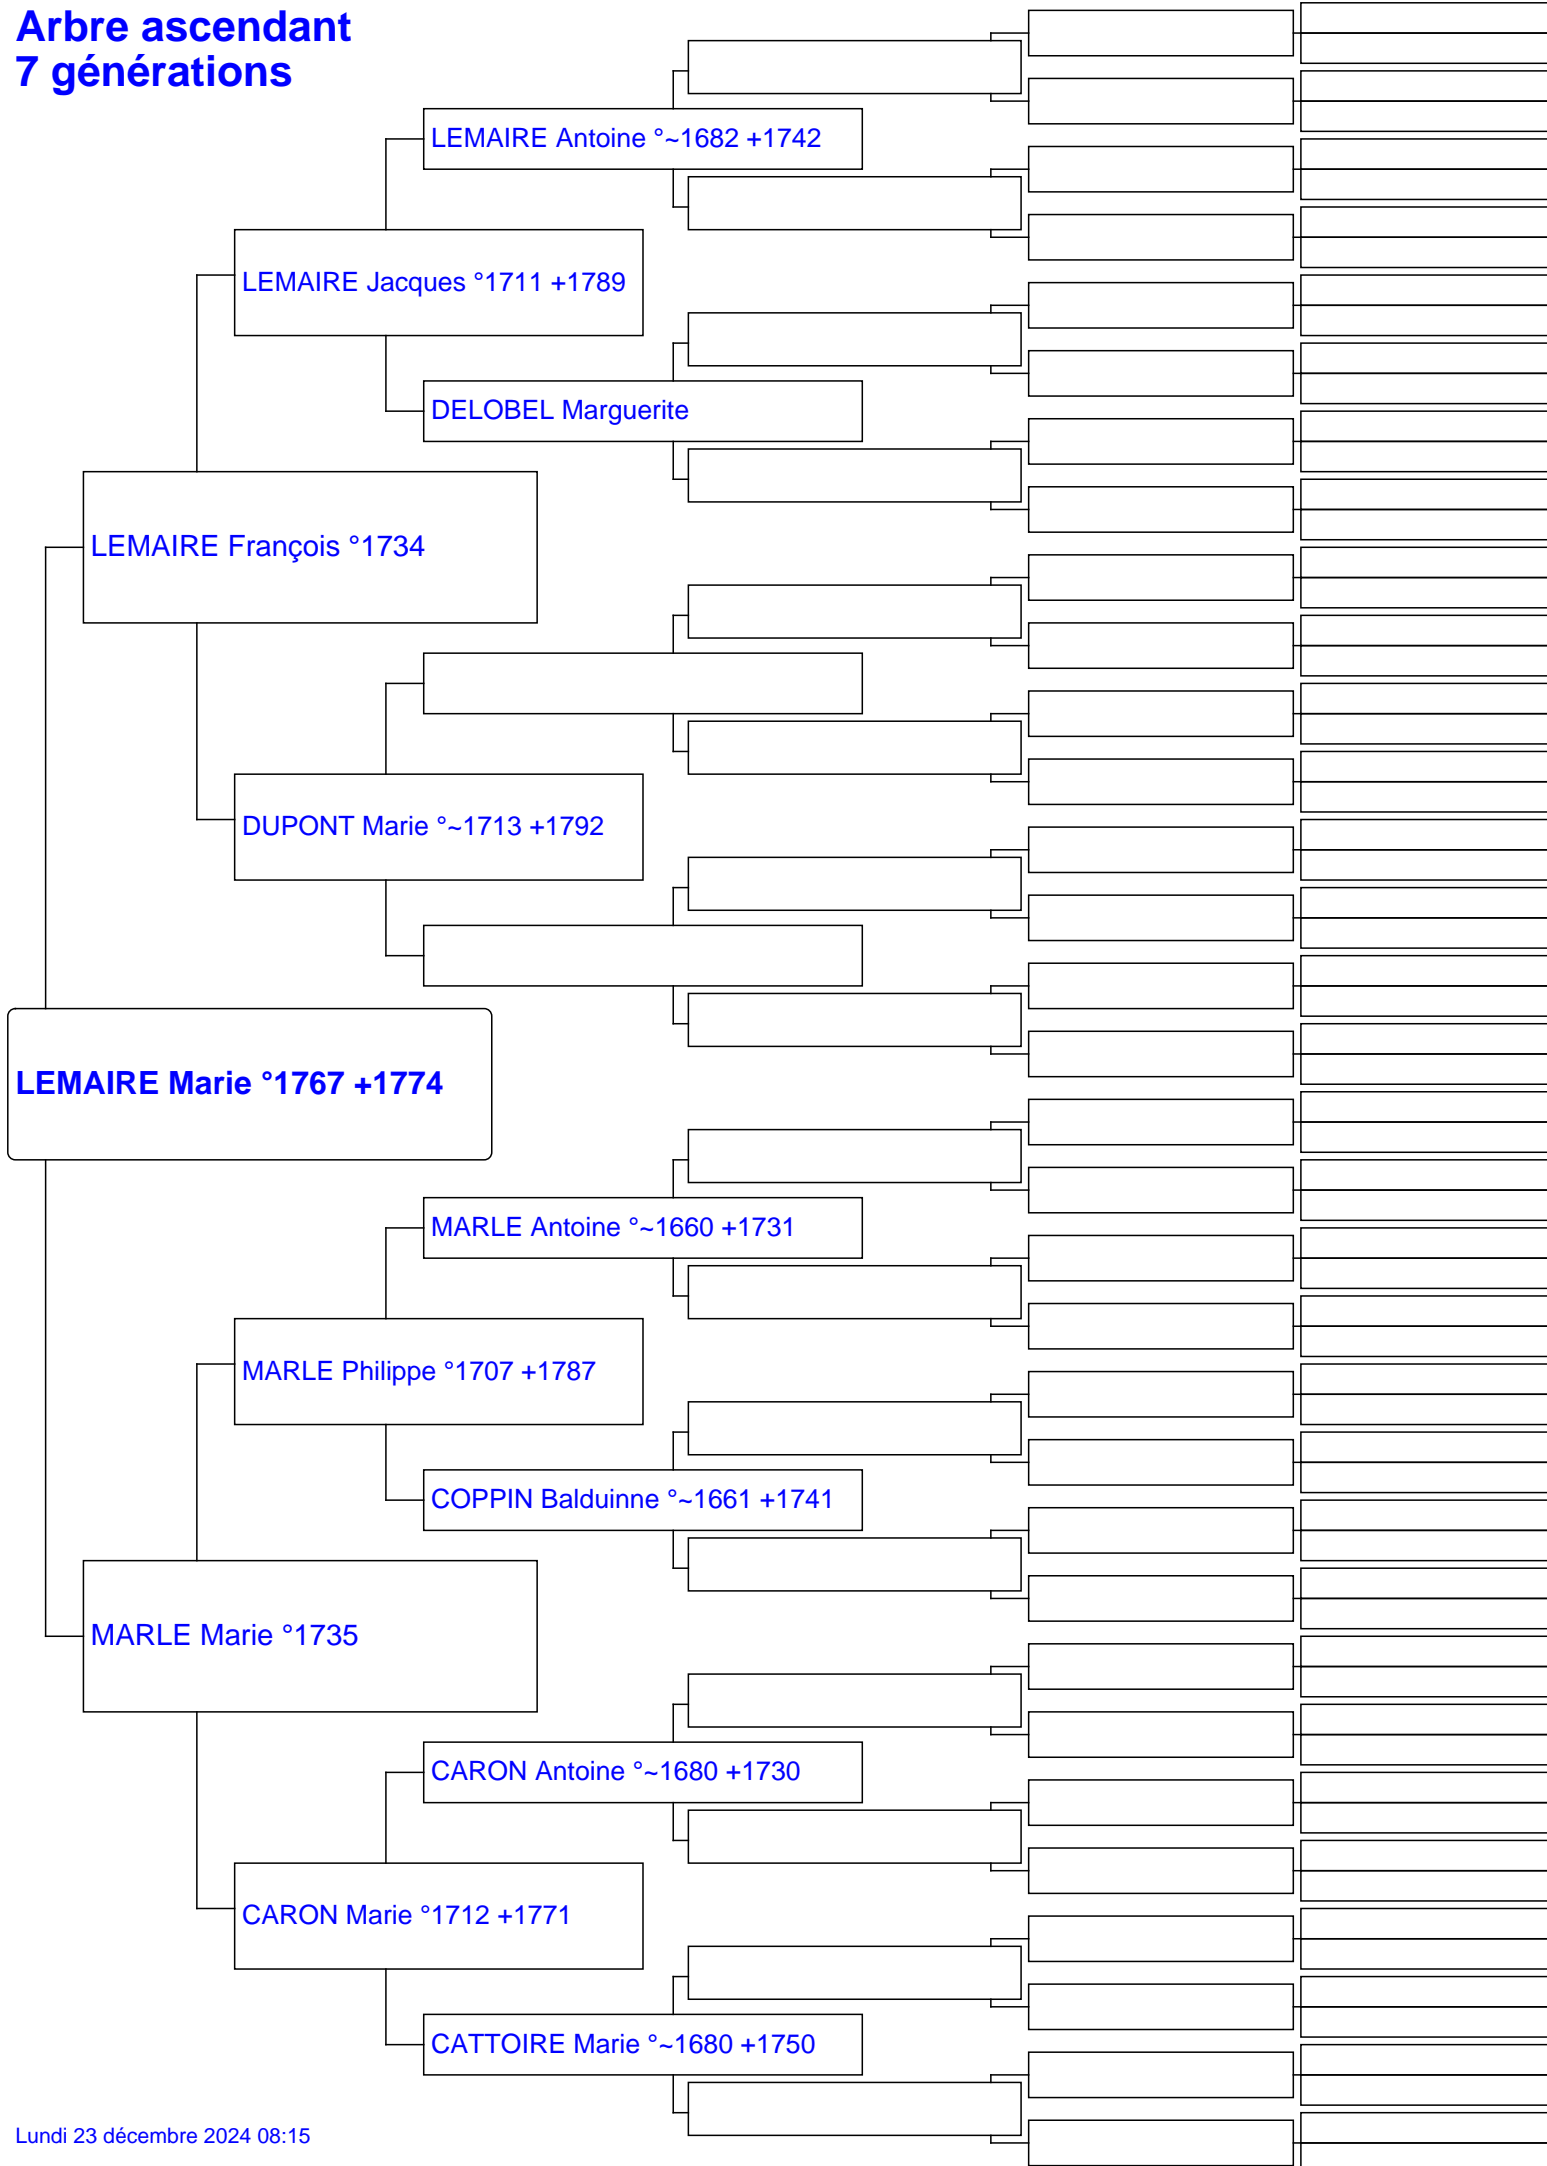 Arbre ascendant
7 générations
LEMAIRE Antoine °~1682 +1742
LEMAIRE Jacques °1711 +1789
DELOBEL Marguerite
LEMAIRE François °1734
DUPONT Marie °~1713 +1792
LEMAIRE Marie °1767 +1774
MARLE Antoine °~1660 +1731
MARLE Philippe °1707 +1787
COPPIN Balduinne °~1661 +1741
MARLE Marie °1735
CARON Antoine °~1680 +1730
CARON Marie °1712 +1771
CATTOIRE Marie °~1680 +1750
Lundi 23 décembre 2024 08:15